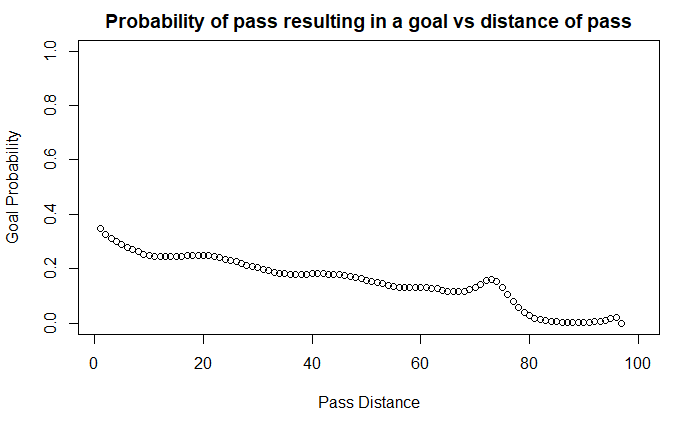 Probability of pass resulting in a goal vs distance of pass
Goal Probability
1.0
0.8
0.6
0.4
0.2
0.0
0 20 40 60 80 100
Pass Distance